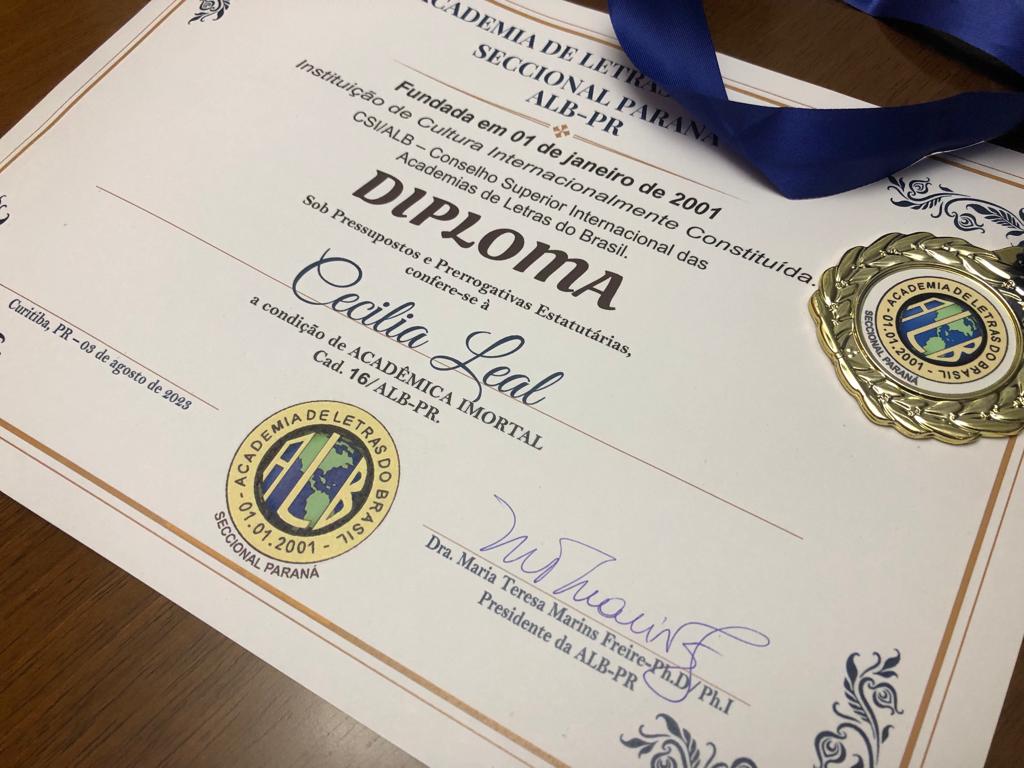 ACADEMIA DE LETRAS
SECCIONAL PARANÁ
ALB-PR
Fundada em 01 de janeiro de 2001
Instituição de Cultura Internacionalmente Constituída.
CSI/ALB – Conselho Superior Internacional das
Academias de Letras do Brasil.
DIPLOMA
Sob Pressupostos e Prerrogativas Estatutárias,
confere-se à
Cecilia Leal
a condição de ACADÊMICA IMORTAL
Cad. 16/ALB-PR.
Curitiba, PR – 03 de agosto de 2023
ACADEMIA DE LETRAS DO BRASIL
ALB
01.01.2001
SECCIONAL PARANÁ
Dra. Maria Teresa Marins Freire-Ph.D/ Ph.I
Presidente da ALB-PR
ACADEMIA DE LETRAS DO BRASIL
ALB
01.01.2001
SECCIONAL PARANÁ